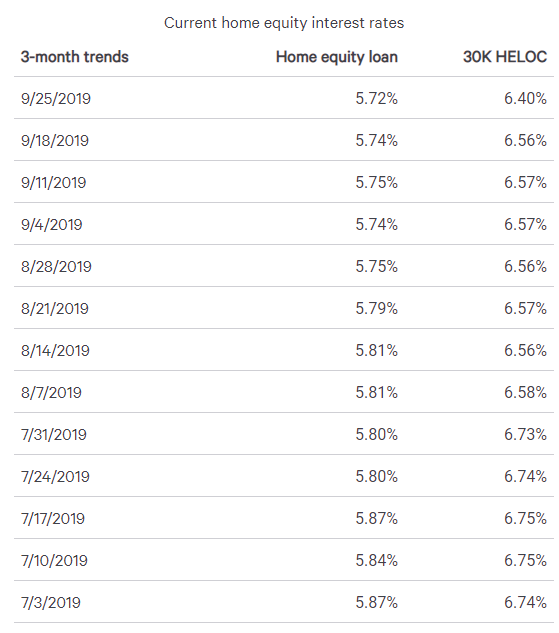 Current home equity interest rates
3-month trends Home equity loan 30K HELOC
9/25/2019 5.72% 6.40%
9/18/2019 5.74% 6.56%
9/11/2019 5.75% 6.57%
9/4/2019 5.74% 6.57%
8/28/2019 5.75% 6.56%
8/21/2019 5.79% 6.57%
8/14/2019 5.81% 6.56%
8/7/2019 5.81% 6.58%
7/31/2019 5.80% 6.73%
7/24/2019 5.80% 6.74%
7/17/2019 5.87% 6.75%
7/10/2019 5.84% 6.75%
7/3/2019 5.87% 6.74%